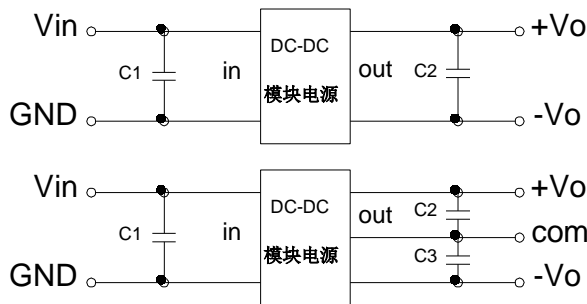 Vin
+Vo
DC-DC
C1
in
out
C2
模块电源
GND
-Vo
Vin
+Vo
DC-DC
out
C2
C1
in
com
模块电源
C3
GND
-Vo